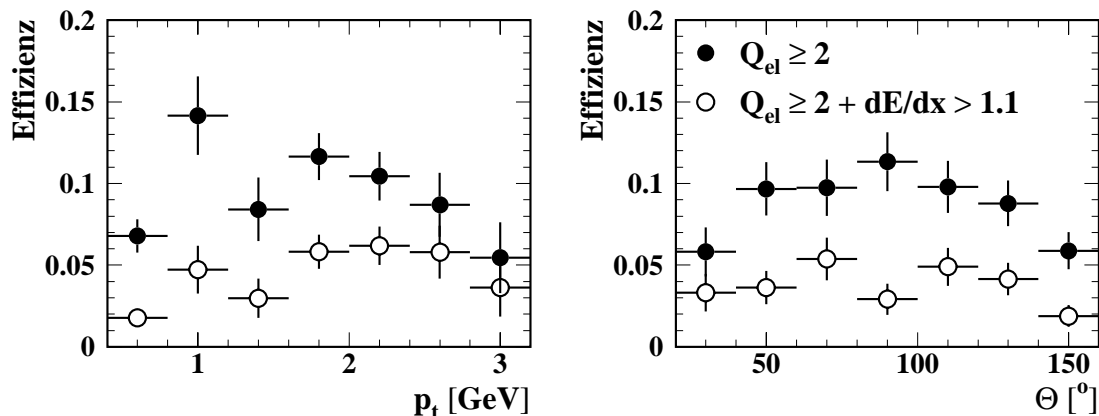 Effizienz
0.2
0.15
0.1
0.05
0
1
2
3
p_t [GeV]
Effizienz
0.2
0.15
0.1
0.05
0
Q_el ≥ 2
Q_el ≥ 2 + dE/dx > 1.1
50
100
150
Θ [°]